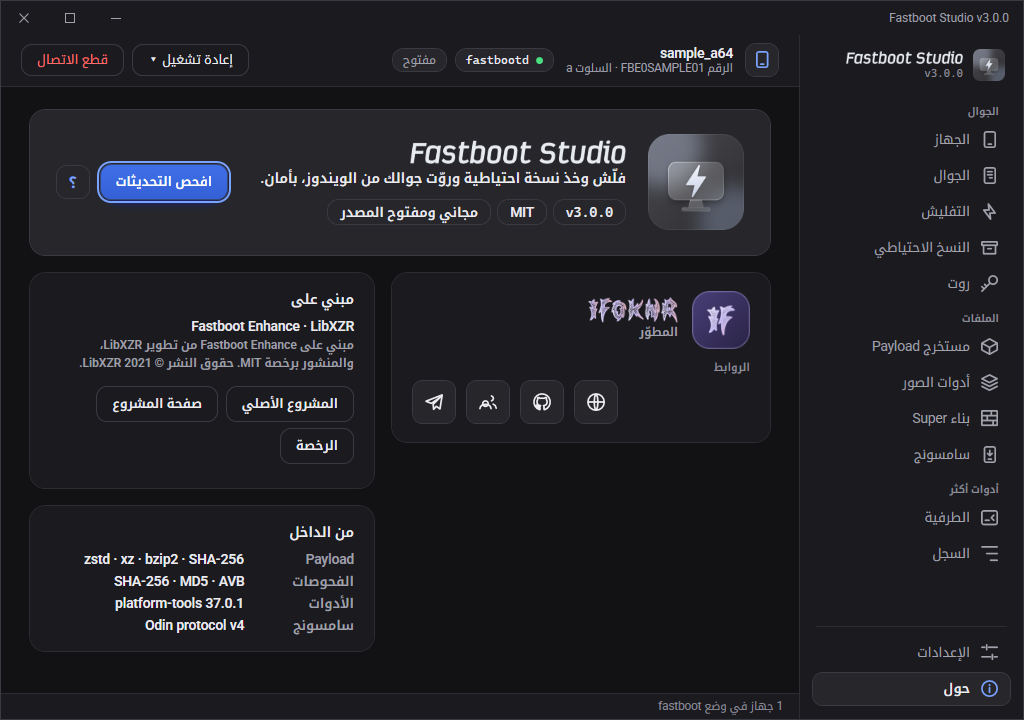 Fastboot Studio v3.0.0
Fastboot Studio
v3.0.0
الجوال
الجهاز
الجوال
التفليش
النسخ الاحتياطي
روت
الملفات
مستخرج Payload
أدوات الصور
بناء Super
سامسونج
أدوات أكثر
الطرفية
السجل
الإعدادات
حول
sample_a64
الرقم FBE0SAMPLE01 · السلوت a
fastbootd
مفتوح
إعادة تشغيل
قطع الاتصال
Fastboot Studio
فلّش وخذ نسخة احتياطية وروّت جوالك من الويندوز، بأمان.
v3.0.0
MIT
مجاني ومفتوح المصدر
افحص التحديثات
؟
IF
IFOKNR
المطوّر
الروابط
مبني على
Fastboot Enhance · LibXZR
مبني على Fastboot Enhance من تطوير LibXZR،
والمنشور برخصة MIT. حقوق النشر © 2021 LibXZR.
المشروع الأصلي
صفحة المشروع
الرخصة
من الداخل
Payload zstd · xz · bzip2 · SHA-256
الفحوصات SHA-256 · MD5 · AVB
الأدوات platform-tools 37.0.1
سامسونج Odin protocol v4
1 جهاز في وضع fastboot